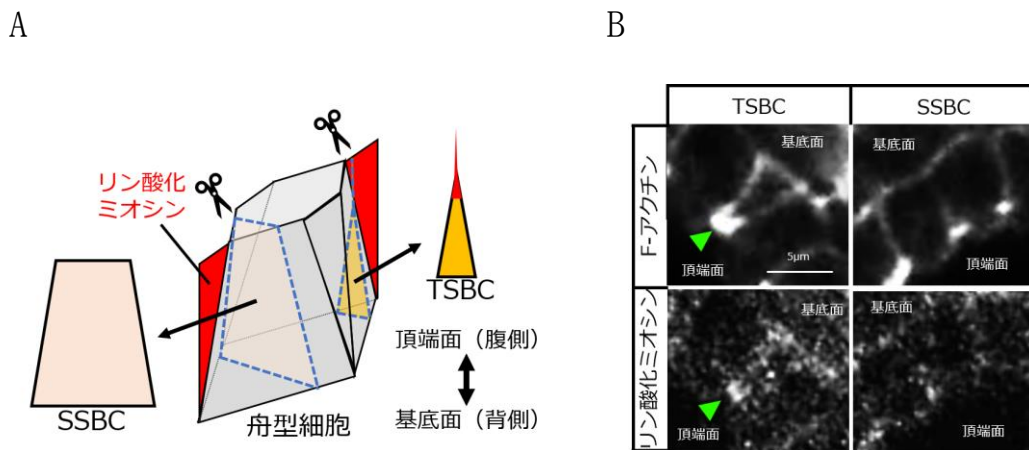 A
B
リン酸化
ミオシン
SSBC
舟型細胞
TSBC
頂端面（腹側）
基底面（背側）
TSBC
SSBC
F-アクチン
基底面
頂端面
5μm
基底面
頂端面
リン酸化ミオシン
基底面
頂端面
基底面
頂端面